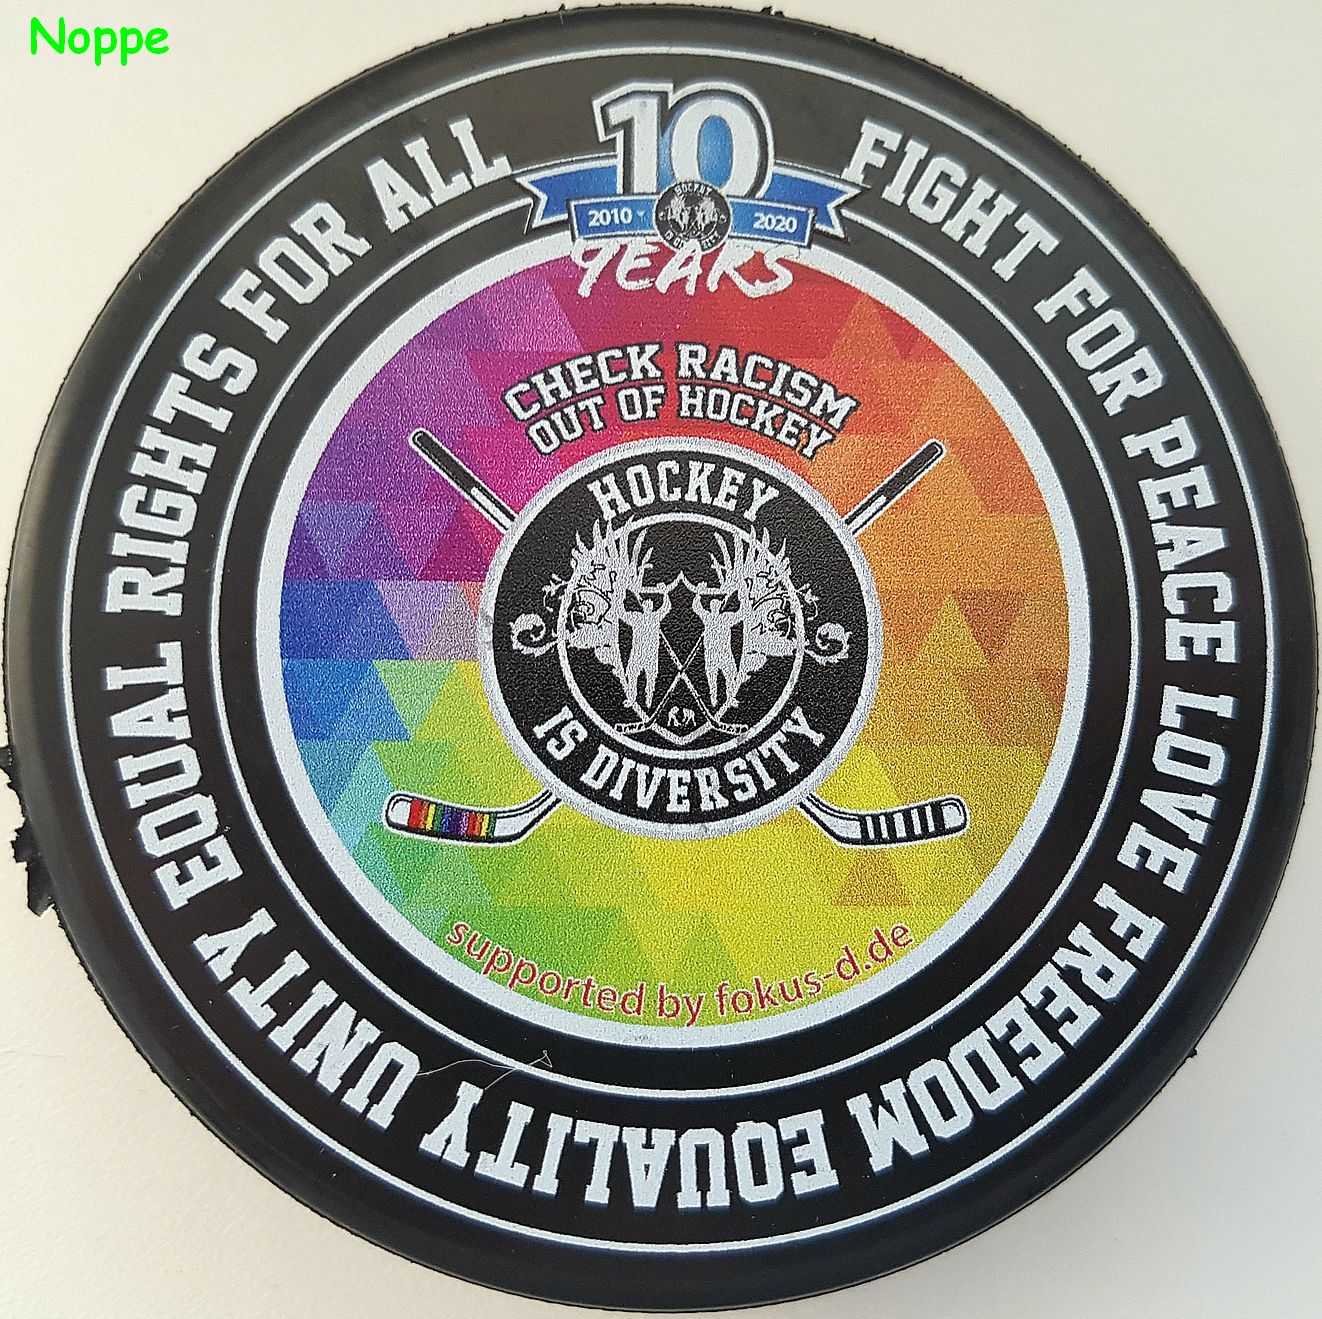 Noppe
10
2010 2020
YEARS
FIGHT FOR PEACE LOVE FREEDOM EQUALITY UNITY EQUAL RIGHTS FOR ALL
CHECK RACISM
OUT OF HOCKEY
HOCKEY
IS DIVERSITY
supported by fokus-d.de